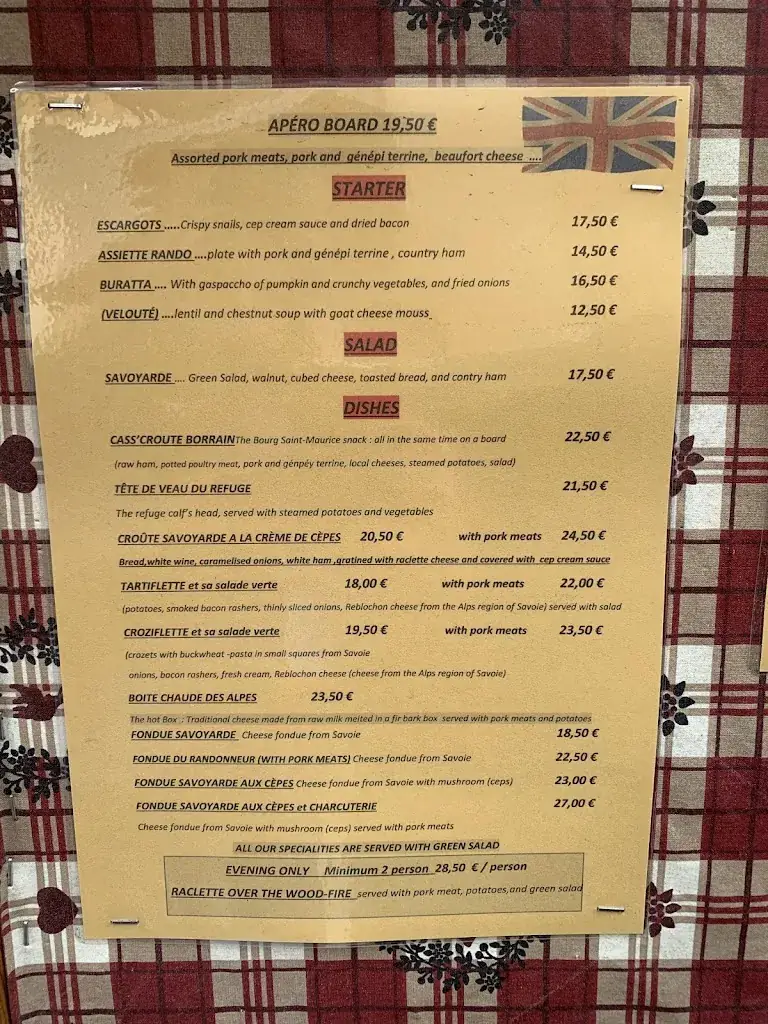 APÉRO BOARD 19,50 €
Assorted pork meats, pork and génépi terrine, beaufort cheese ....
STARTER
ESCARGOTS .....Crispy snails, cep cream sauce and dried bacon 17,50 €
ASSIETTE RANDO ....plate with pork and génépi terrine , country ham 14,50 €
BURATTA .... With gaspaccho of pumpkin and crunchy vegetables, and fried onions 16,50 €
(VELOUTÉ) ....lentil and chestnut soup with goat cheese mouss 12,50 €
SALAD
SAVOYARDE .... Green Salad, walnut, cubed cheese, toasted bread, and contry ham 17,50 €
DISHES
CASS'CROUTE BORRAIN The Bourg Saint-Maurice snack : all in the same time on a board 22,50 €
(raw ham, potted poultry meat, pork and génpéy terrine, local cheeses, steamed potatoes, salad)
TÊTE DE VEAU DU REFUGE 21,50 €
The refuge calf's head, served with steamed potatoes and vegetables
CROÛTE SAVOYARDE A LA CRÈME DE CÈPES 20,50 € with pork meats 24,50 €
Bread,white wine, caramelised onions, white ham ,gratined with raclette cheese and covered with cep cream sauce
TARTIFLETTE et sa salade verte 18,00 € with pork meats 22,00 €
(potatoes, smoked bacon rashers, thinly sliced onions, Reblochon cheese from the Alps region of Savoie) served with salad
CROZIFLETTE et sa salade verte 19,50 € with pork meats 23,50 €
(crozets with buckwheat -pasta in small squares from Savoie
onions, bacon rashers, fresh cream, Reblochon cheese (cheese from the Alps region of Savoie)
BOITE CHAUDE DES ALPES 23,50 €
The hot Box : Traditional cheese made from raw milk melted in a fir bark box served with pork meats and potatoes
FONDUE SAVOYARDE Cheese fondue from Savoie 18,50 €
FONDUE DU RANDONNEUR (WITH PORK MEATS) Cheese fondue from Savoie 22,50 €
FONDUE SAVOYARDE AUX CÈPES Cheese fondue from Savoie with mushroom (ceps) 23,00 €
FONDUE SAVOYARDE AUX CÈPES et CHARCUTERIE 27,00 €
Cheese fondue from Savoie with mushroom (ceps) served with pork meats
ALL OUR SPECIALITIES ARE SERVED WITH GREEN SALAD
EVENING ONLY Minimum 2 person 28,50 € / person
RACLETTE OVER THE WOOD-FIRE served with pork meat, potatoes,and green salad